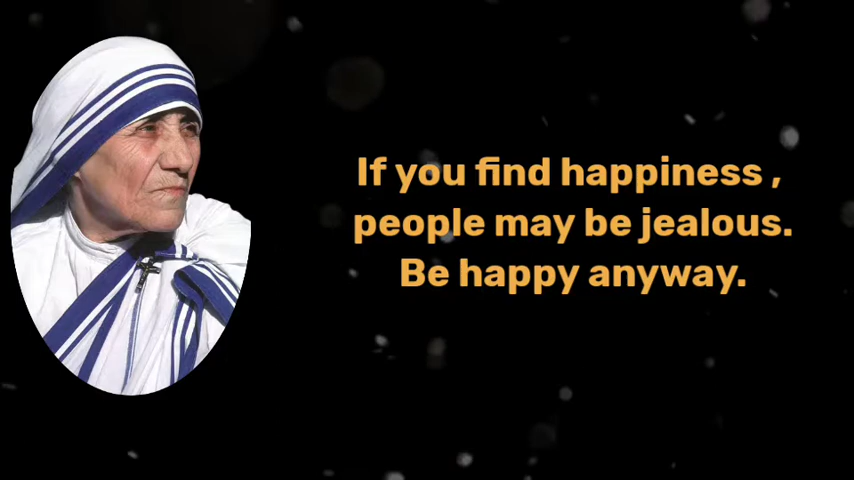 If you find happiness ,
people may be jealous.
Be happy anyway.